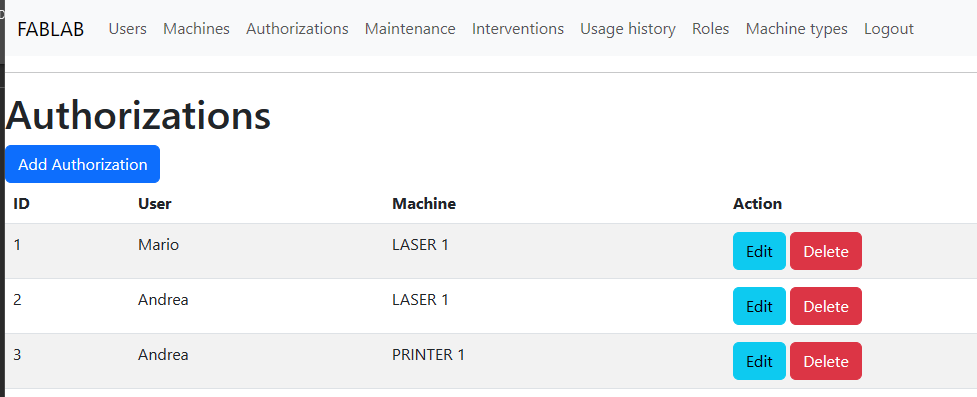 FABLAB Users Machines Authorizations Maintenance Interventions Usage history Roles Machine types Logout
Authorizations
Add Authorization
ID User Machine Action
1 Mario LASER 1 Edit Delete
2 Andrea LASER 1 Edit Delete
3 Andrea PRINTER 1 Edit Delete